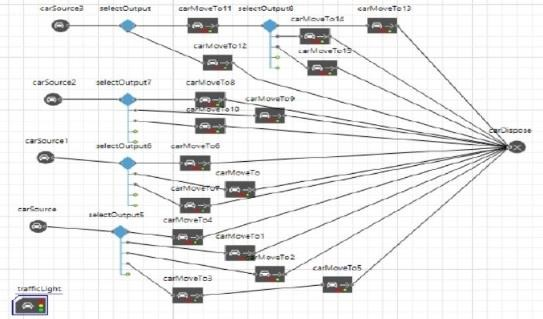 carSource3 selectOutput carMoveTo11 selectOutput8 carMoveTo13
carMoveTo14
carMoveTo12 carMoveTo15
carSource2 selectOutput7 carMoveTo8
carMoveTo10 carMoveTo9
carDispose
carSource1 selectOutput6 carMoveTo6
carMoveTo
carMoveTo7
carSource selectOutput5 carMoveTo4
carMoveTo1
carMoveTo2
carMoveTo3 carMoveTo5
trafficLight